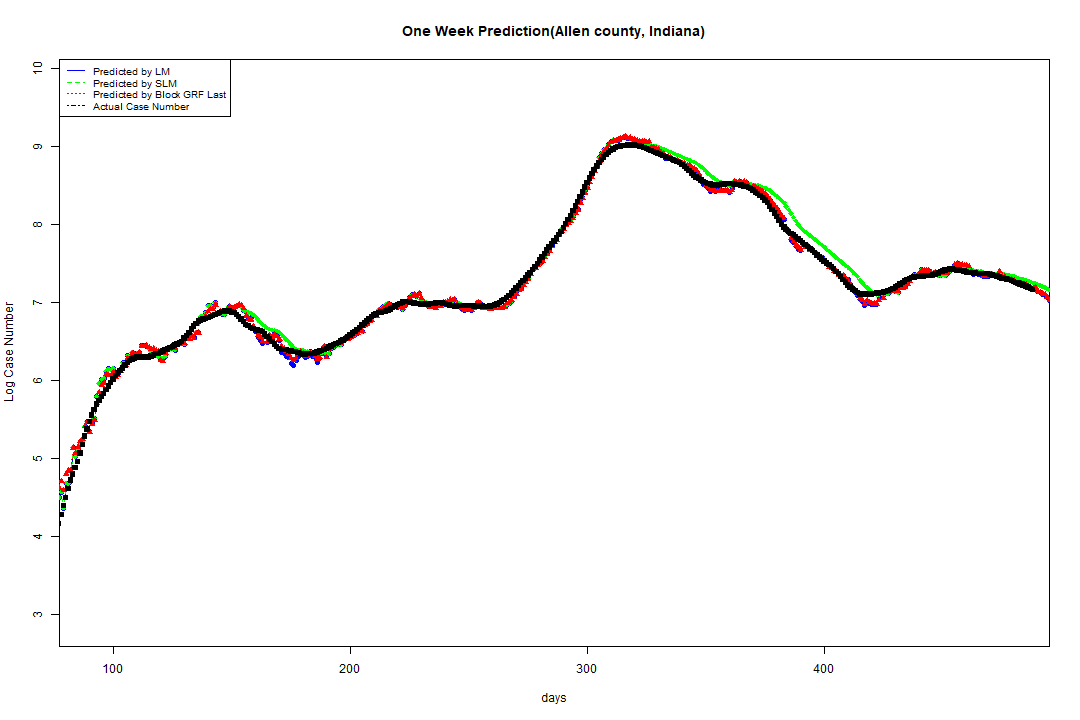 One Week Prediction(Allen county, Indiana)
Predicted by LM
Predicted by SLM
Predicted by Block GRF Last
Actual Case Number
Log Case Number
10
9
8
7
6
5
4
3
100 200 300 400
days